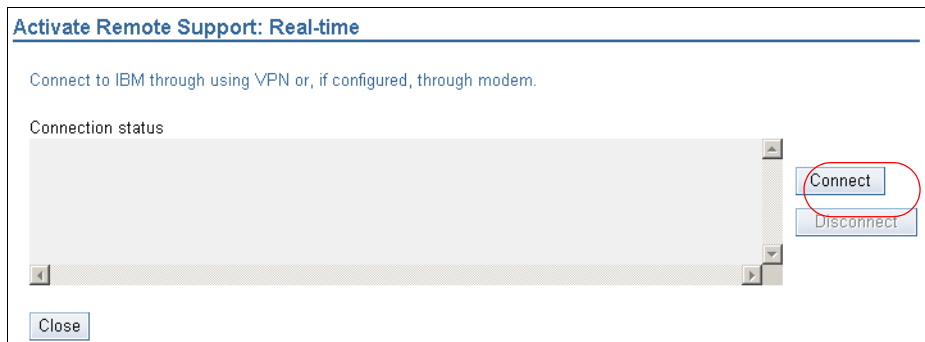 Activate Remote Support: Real-time
Connect to IBM through using VPN or, if configured, through modem.
Connection status
Connect
Disconnect
Close